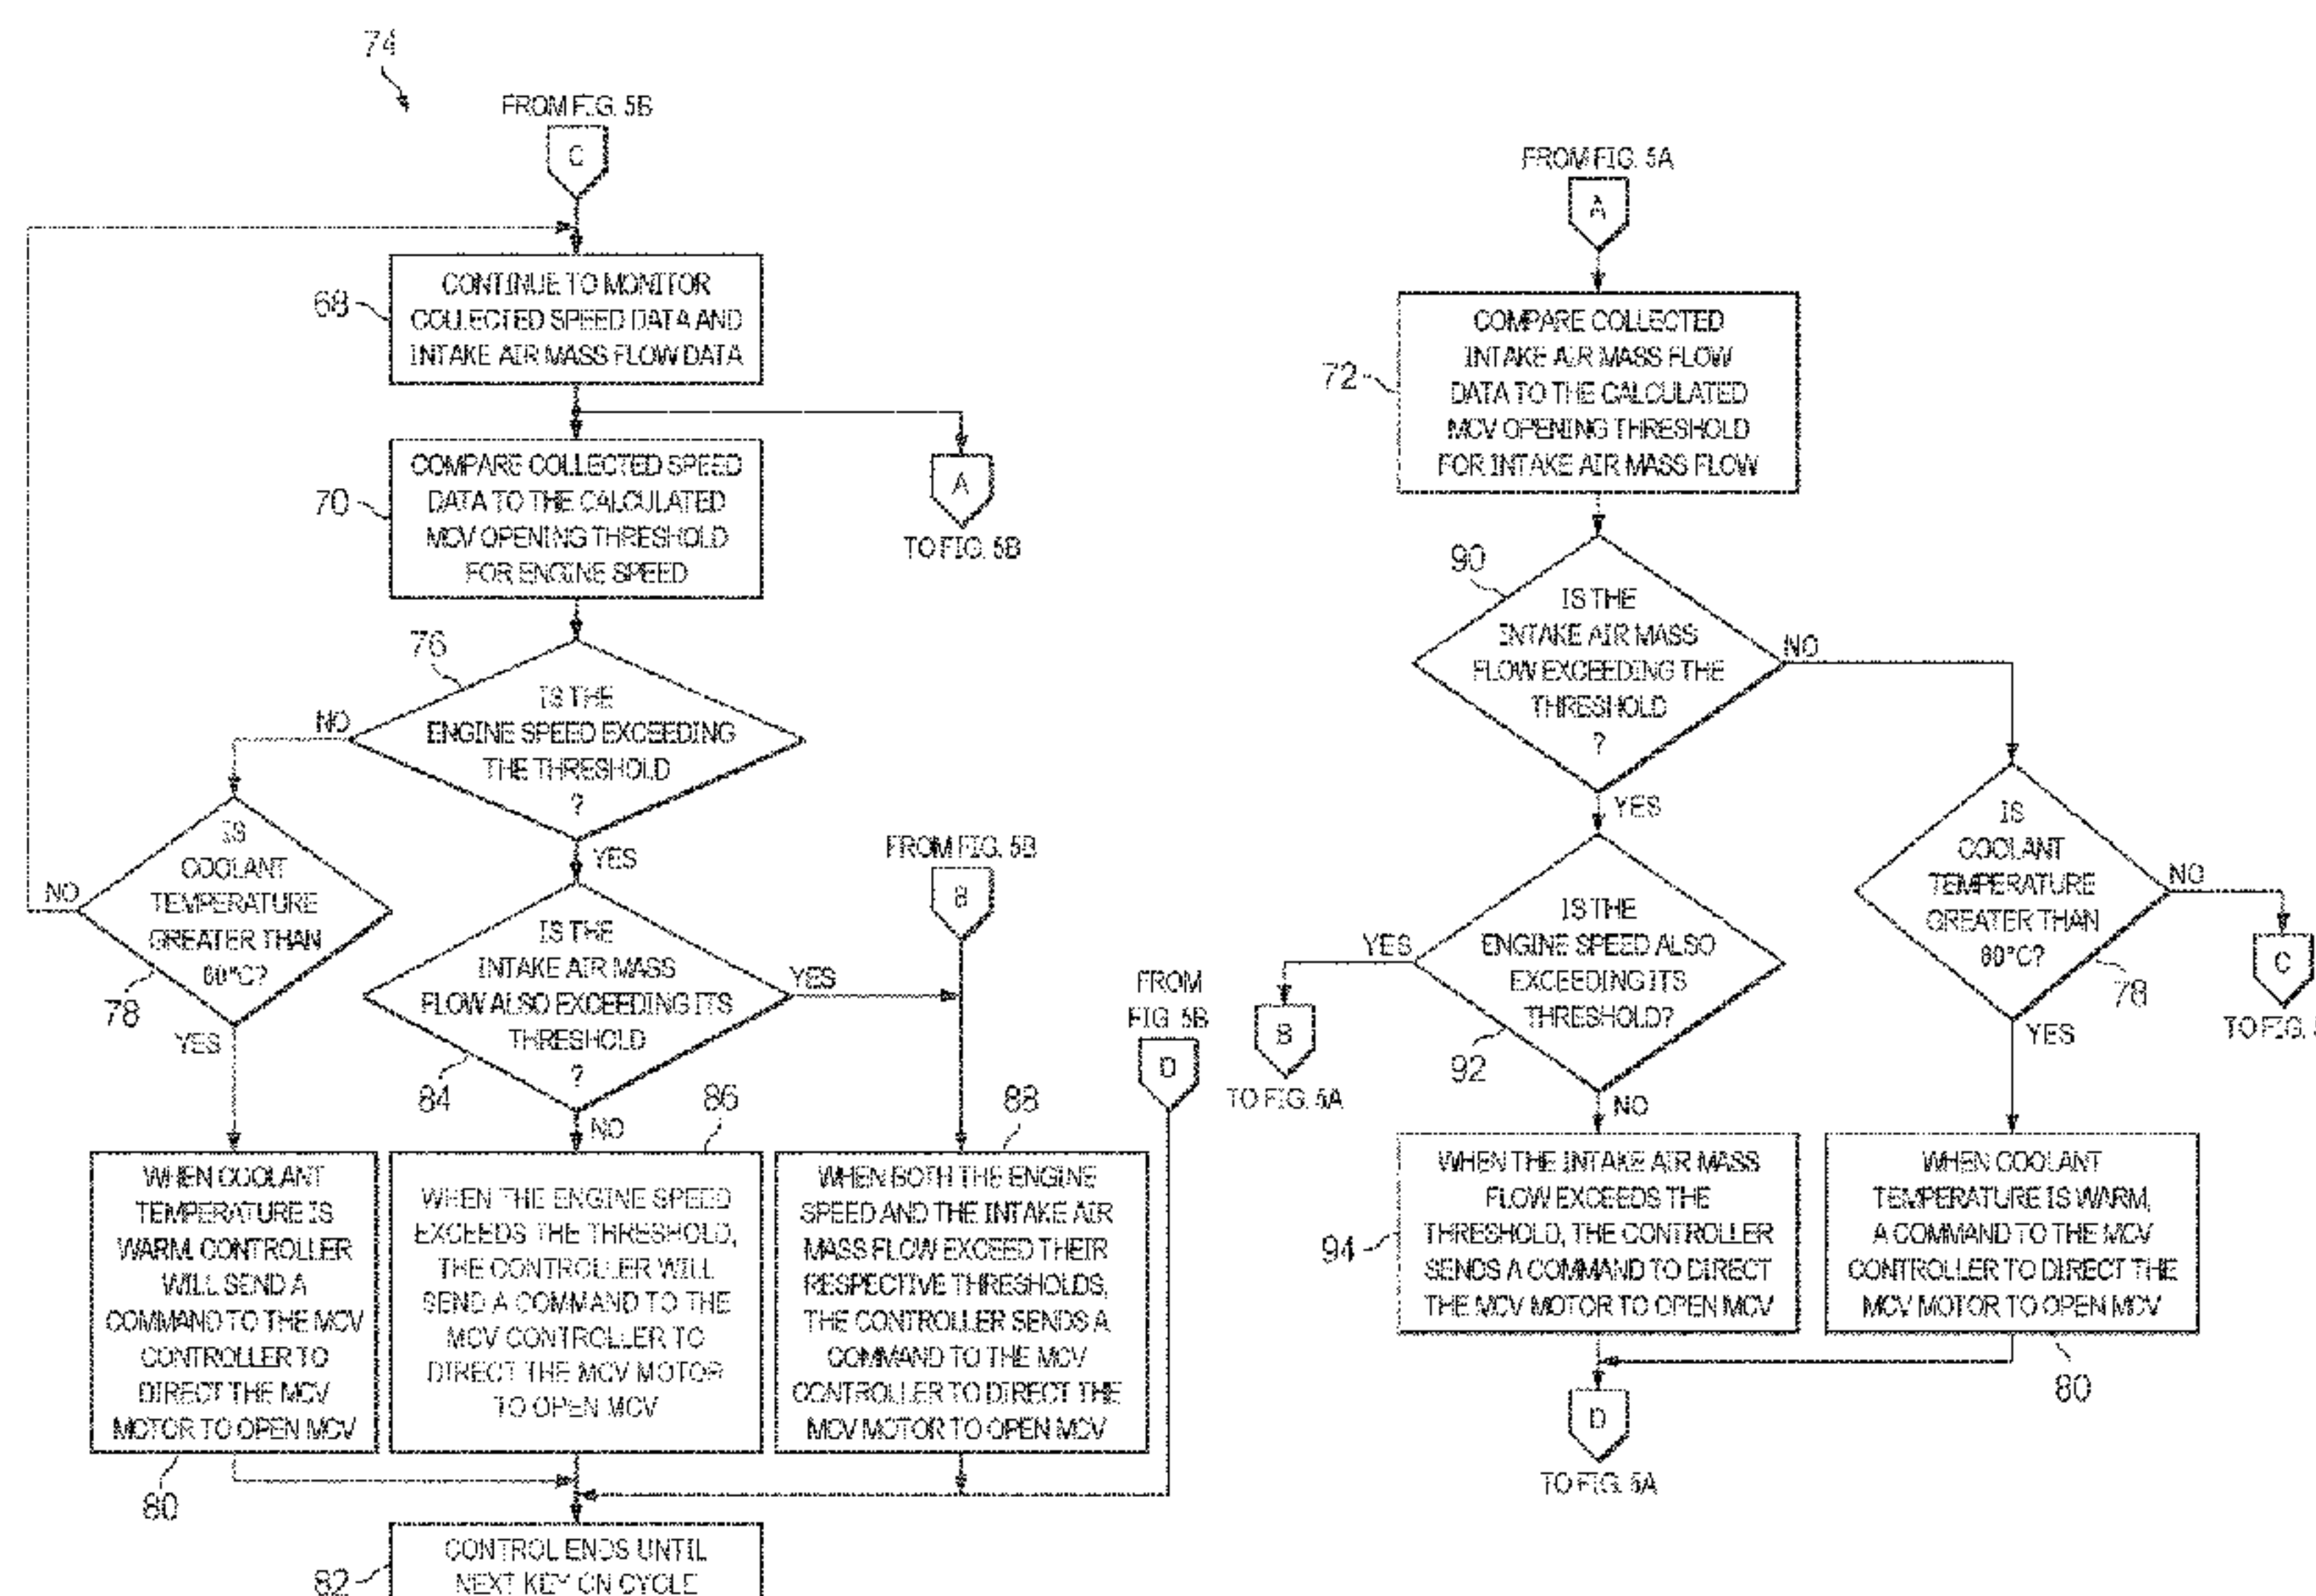 74
FROM FIG. 5B
C
68
CONTINUE TO MONITOR
COLLECTED SPEED DATA AND
INTAKE AIR MASS FLOW DATA
70
COMPARE COLLECTED SPEED
DATA TO THE CALCULATED
MCV OPENING THRESHOLD
FOR ENGINE SPEED
A
TO FIG. 5B
76
IS THE
ENGINE SPEED EXCEEDING
THE THRESHOLD
?
NO
YES
IS
COOLANT
TEMPERATURE
GREATER THAN
60°C?
NO
78
YES
IS THE
INTAKE AIR MASS
FLOW ALSO EXCEEDING ITS
THRESHOLD
?
84
YES
NO
FROM FIG. 5B
B
FROM
FIG. 5B
D
86
88
WHEN COOLANT
TEMPERATURE IS
WARM, CONTROLLER
WILL SEND A
COMMAND TO THE MCV
CONTROLLER TO
DIRECT THE MCV
MOTOR TO OPEN MCV
80
WHEN THE ENGINE SPEED
EXCEEDS THE THRESHOLD,
THE CONTROLLER WILL
SEND A COMMAND TO THE
MCV CONTROLLER TO
DIRECT THE MCV MOTOR
TO OPEN MCV
WHEN BOTH THE ENGINE
SPEED AND THE INTAKE AIR
MASS FLOW EXCEED THEIR
RESPECTIVE THRESHOLDS,
THE CONTROLLER SENDS A
COMMAND TO THE MCV
CONTROLLER TO DIRECT THE
MCV MOTOR TO OPEN MCV
82
CONTROL ENDS UNTIL
NEXT KEY ON CYCLE
FROM FIG. 5A
A
72
COMPARE COLLECTED
INTAKE AIR MASS FLOW
DATA TO THE CALCULATED
MCV OPENING THRESHOLD
FOR INTAKE AIR MASS FLOW
90
IS THE
INTAKE AIR MASS
FLOW EXCEEDING THE
THRESHOLD
?
NO
YES
IS THE
ENGINE SPEED ALSO
EXCEEDING ITS
THRESHOLD?
92
YES
B
TO FIG. 5A
NO
IS
COOLANT
TEMPERATURE
GREATER THAN
60°C?
78
NO
C
TO FIG.
YES
94
WHEN THE INTAKE AIR MASS
FLOW EXCEEDS THE
THRESHOLD, THE CONTROLLER
SENDS A COMMAND TO DIRECT
THE MCV MOTOR TO OPEN MCV
WHEN COOLANT
TEMPERATURE IS WARM,
A COMMAND TO THE MCV
CONTROLLER TO DIRECT THE
MCV MOTOR TO OPEN MCV
80
D
TO FIG. 5A